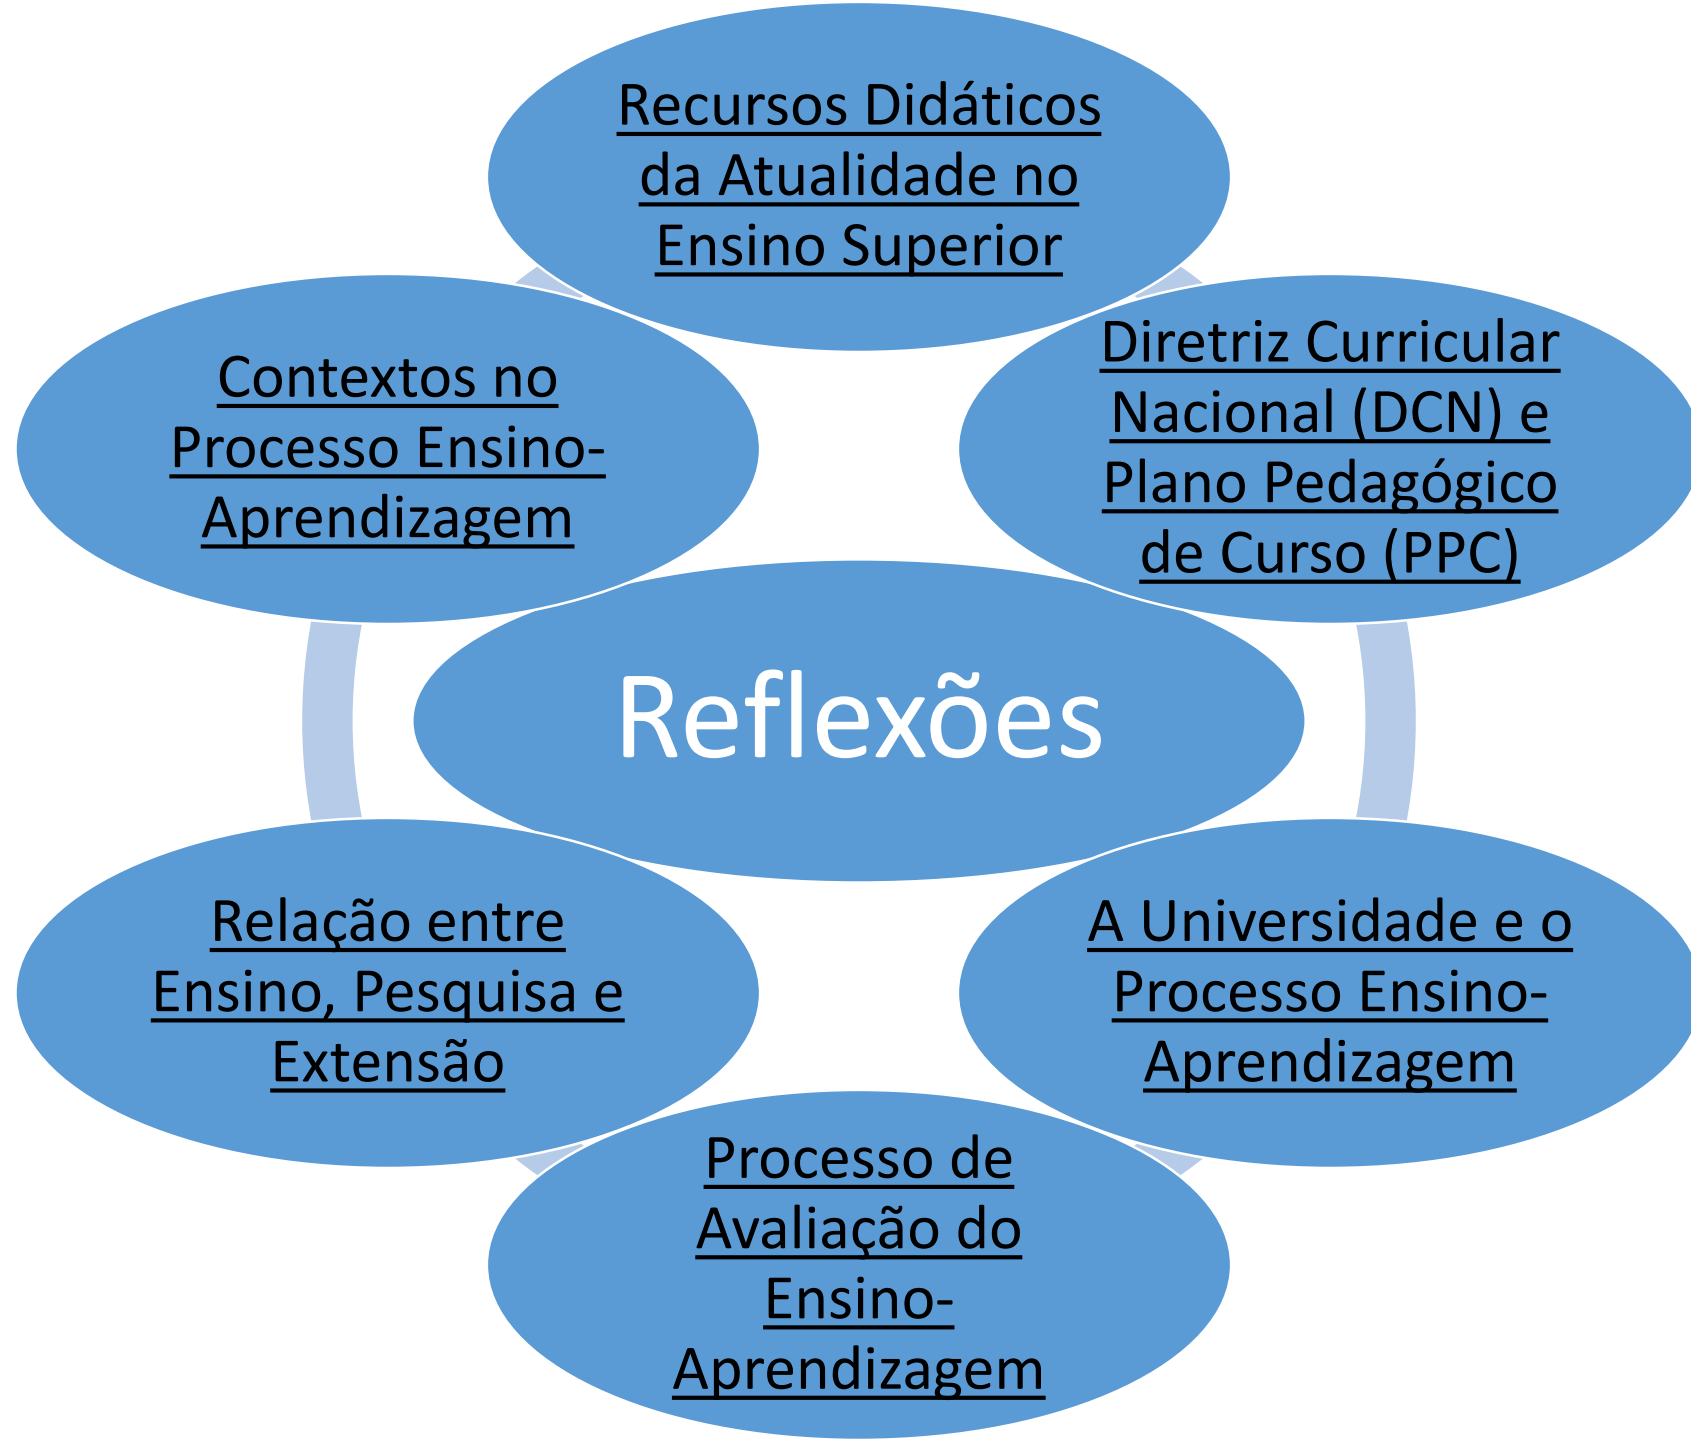 Recursos Didáticos
da Atualidade no
Ensino Superior
Diretriz Curricular
Nacional (DCN) e
Plano Pedagógico
de Curso (PPC)
A Universidade e o
Processo Ensino-
Aprendizagem
Processo de
Avaliação do
Ensino-
Aprendizagem
Relação entre
Ensino, Pesquisa e
Extensão
Contextos no
Processo Ensino-
Aprendizagem
Reflexões